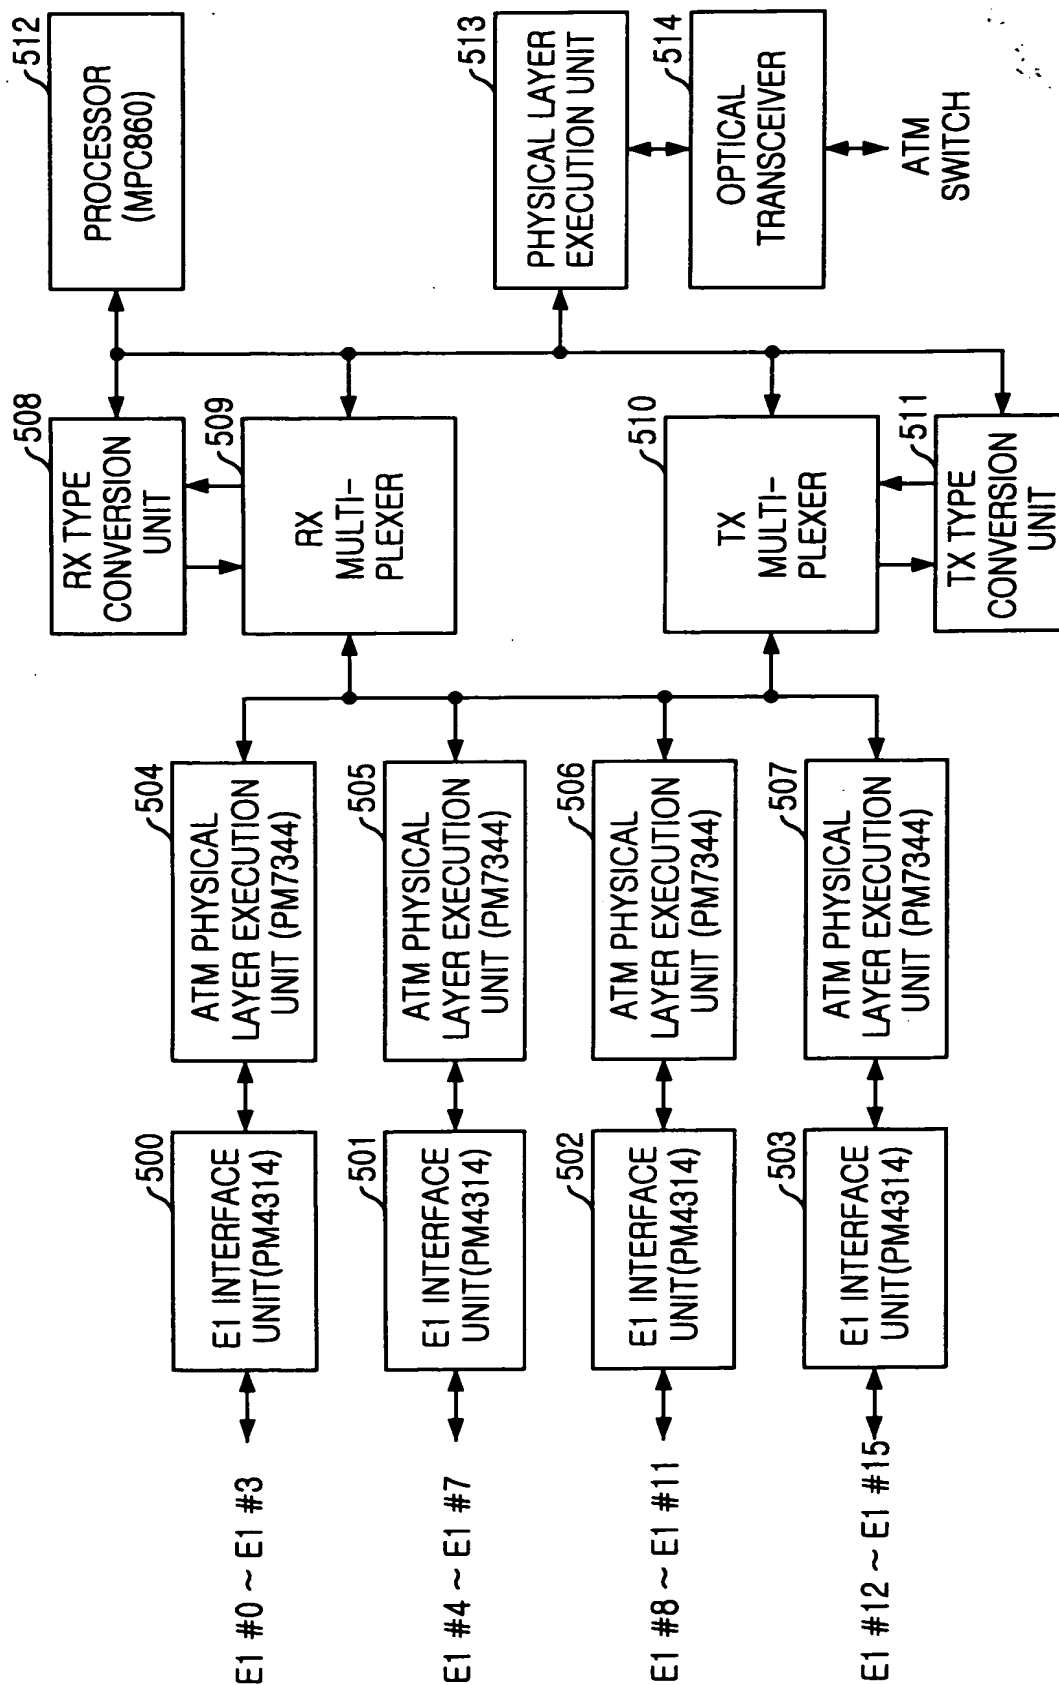 E1 #0 ~ E1 #3
500
E1 INTERFACE
UNIT(PM4314)
504
ATM PHYSICAL
LAYER EXECUTION
UNIT (PM7344)
E1 #4 ~ E1 #7
501
E1 INTERFACE
UNIT(PM4314)
505
ATM PHYSICAL
LAYER EXECUTION
UNIT (PM7344)
E1 #8 ~ E1 #11
502
E1 INTERFACE
UNIT(PM4314)
506
ATM PHYSICAL
LAYER EXECUTION
UNIT (PM7344)
E1 #12 ~ E1 #15
503
E1 INTERFACE
UNIT(PM4314)
507
ATM PHYSICAL
LAYER EXECUTION
UNIT (PM7344)
508
RX TYPE
CONVERSION
UNIT
509
RX
MULTI-
PLEXER
510
TX
MULTI-
PLEXER
511
TX TYPE
CONVERSION
UNIT
512
PROCESSOR
(MPC860)
513
PHYSICAL LAYER
EXECUTION UNIT
514
OPTICAL
TRANSCEIVER
ATM
SWITCH